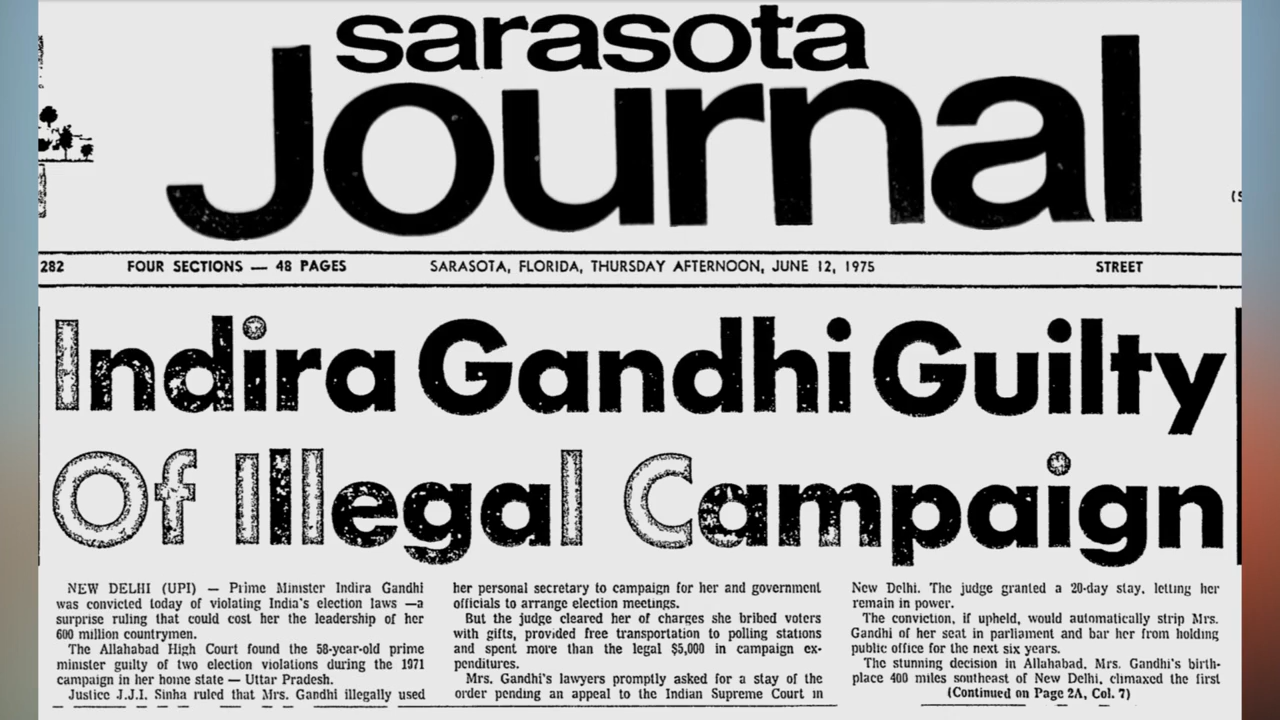 sarasota
Journal
(S
282 FOUR SECTIONS — 48 PAGES SARASOTA, FLORIDA, THURSDAY AFTERNOON, JUNE 12, 1975 STREET
Indira Gandhi Guilty
Of Illegal Campaign
NEW DELHI (UPI) — Prime Minister Indira Gandhi
was convicted today of violating India's election laws —a
surprise ruling that could cost her the leadership of her
600 million countrymen.
The Allahabad High Court found the 58-year-old prime
minister guilty of two election violations during the 1971
campaign in her home state — Uttar Pradesh.
Justice J.J.I. Sinha ruled that Mrs. Gandhi illegally used
her personal secretary to campaign for her and government
officials to arrange election meetings.
But the judge cleared her of charges she bribed voters
with gifts, provided free transportation to polling stations
and spent more than the legal $5,000 in campaign ex-
penditures.
Mrs. Gandhi's lawyers promptly asked for a stay of the
order pending an appeal to the Indian Supreme Court in
New Delhi. The judge granted a 20-day stay, letting her
remain in power.
The conviction, if upheld, would automatically strip Mrs.
Gandhi of her seat in parliament and bar her from holding
public office for the next six years.
The stunning decision in Allahabad, Mrs. Gandhi's birth-
place 400 miles southeast of New Delhi, climaxed the first
(Continued on Page 2A, Col. 7)